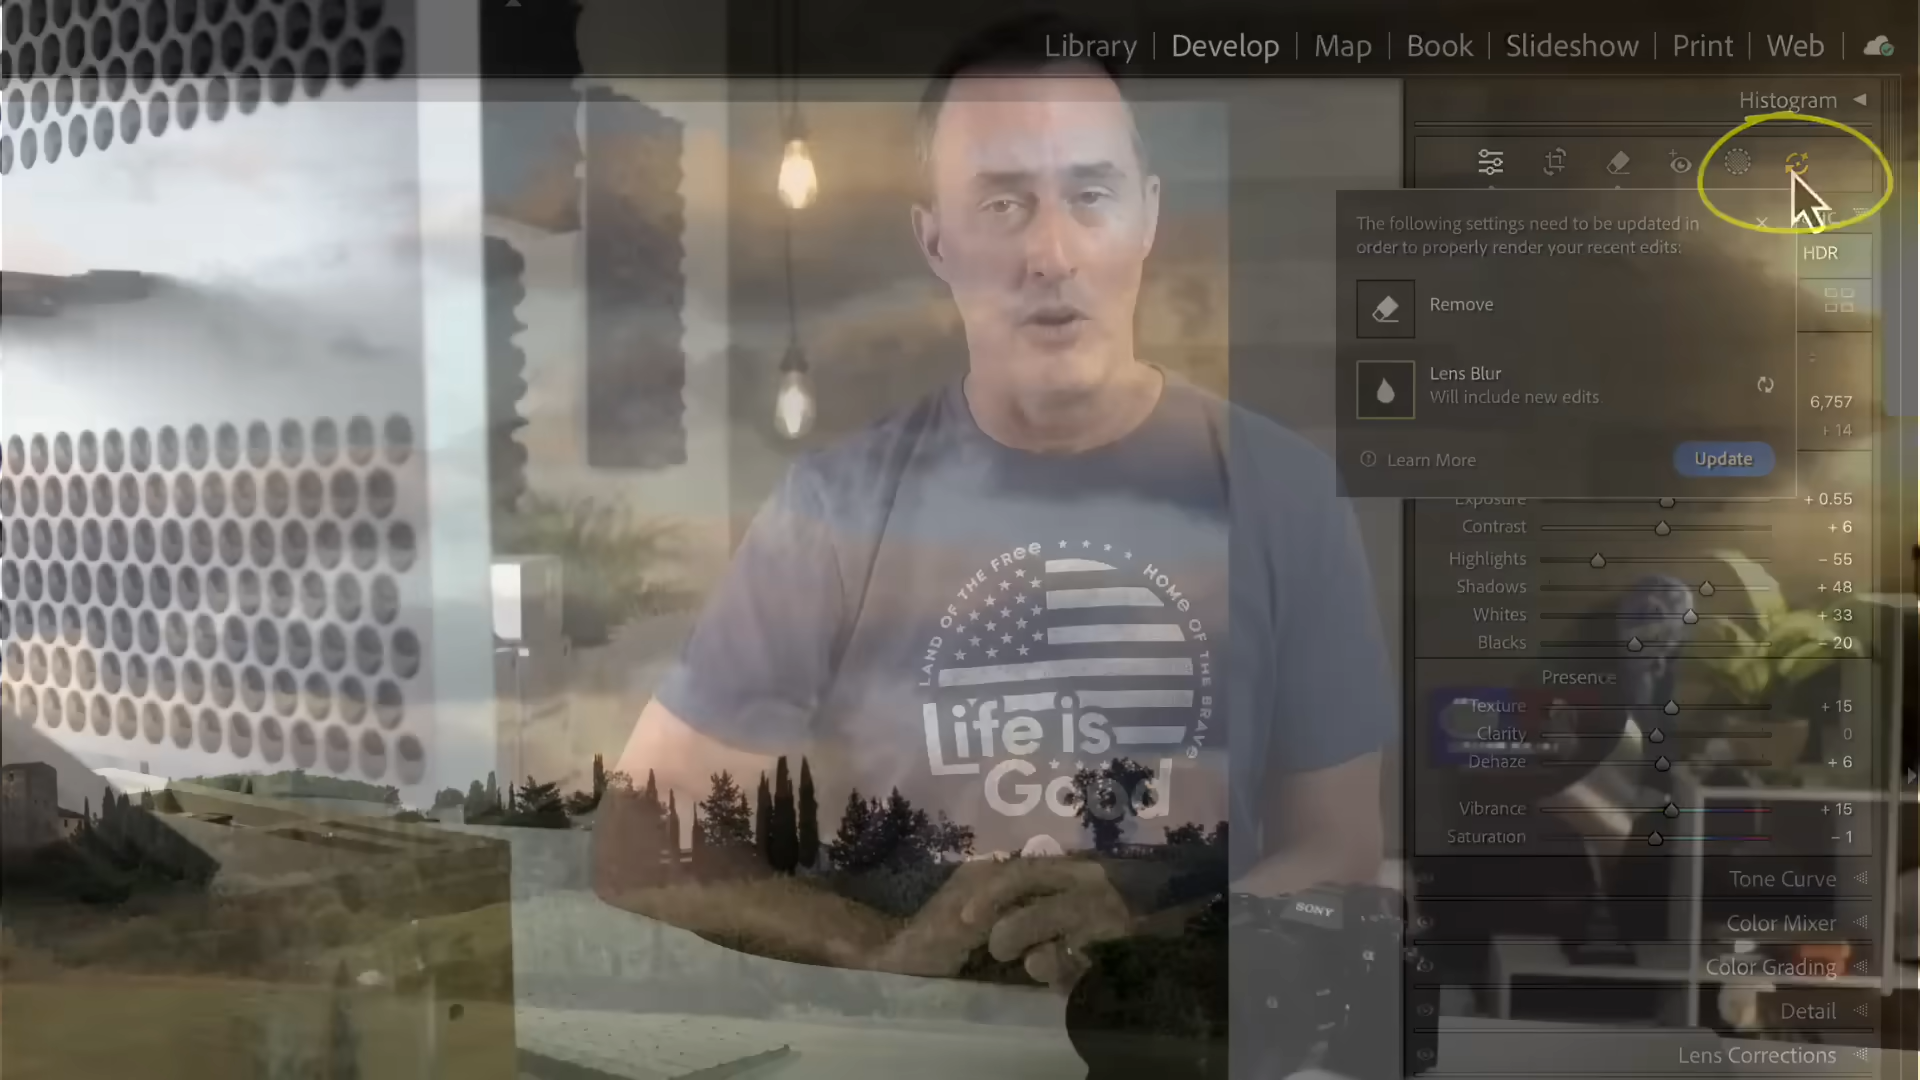 Library | Develop | Map | Book | Slideshow | Print | Web
Histogram
The following settings need to be updated in
order to properly render your recent edits:
HDR
Remove
Lens Blur
Will include new edits.
6,757
+ 14
Learn More
Update
Exposure + 0.55
Contrast + 6
Highlights - 55
Shadows + 48
Whites + 33
Blacks - 20
Presence
Texture + 15
Clarity 0
Dehaze + 6
Vibrance + 15
Saturation - 1
Tone Curve
Color Mixer
Color Grading
Detail
Lens Corrections
LAND OF THE FREE
HOME OF THE BRAVE
Life is
Good
SONY